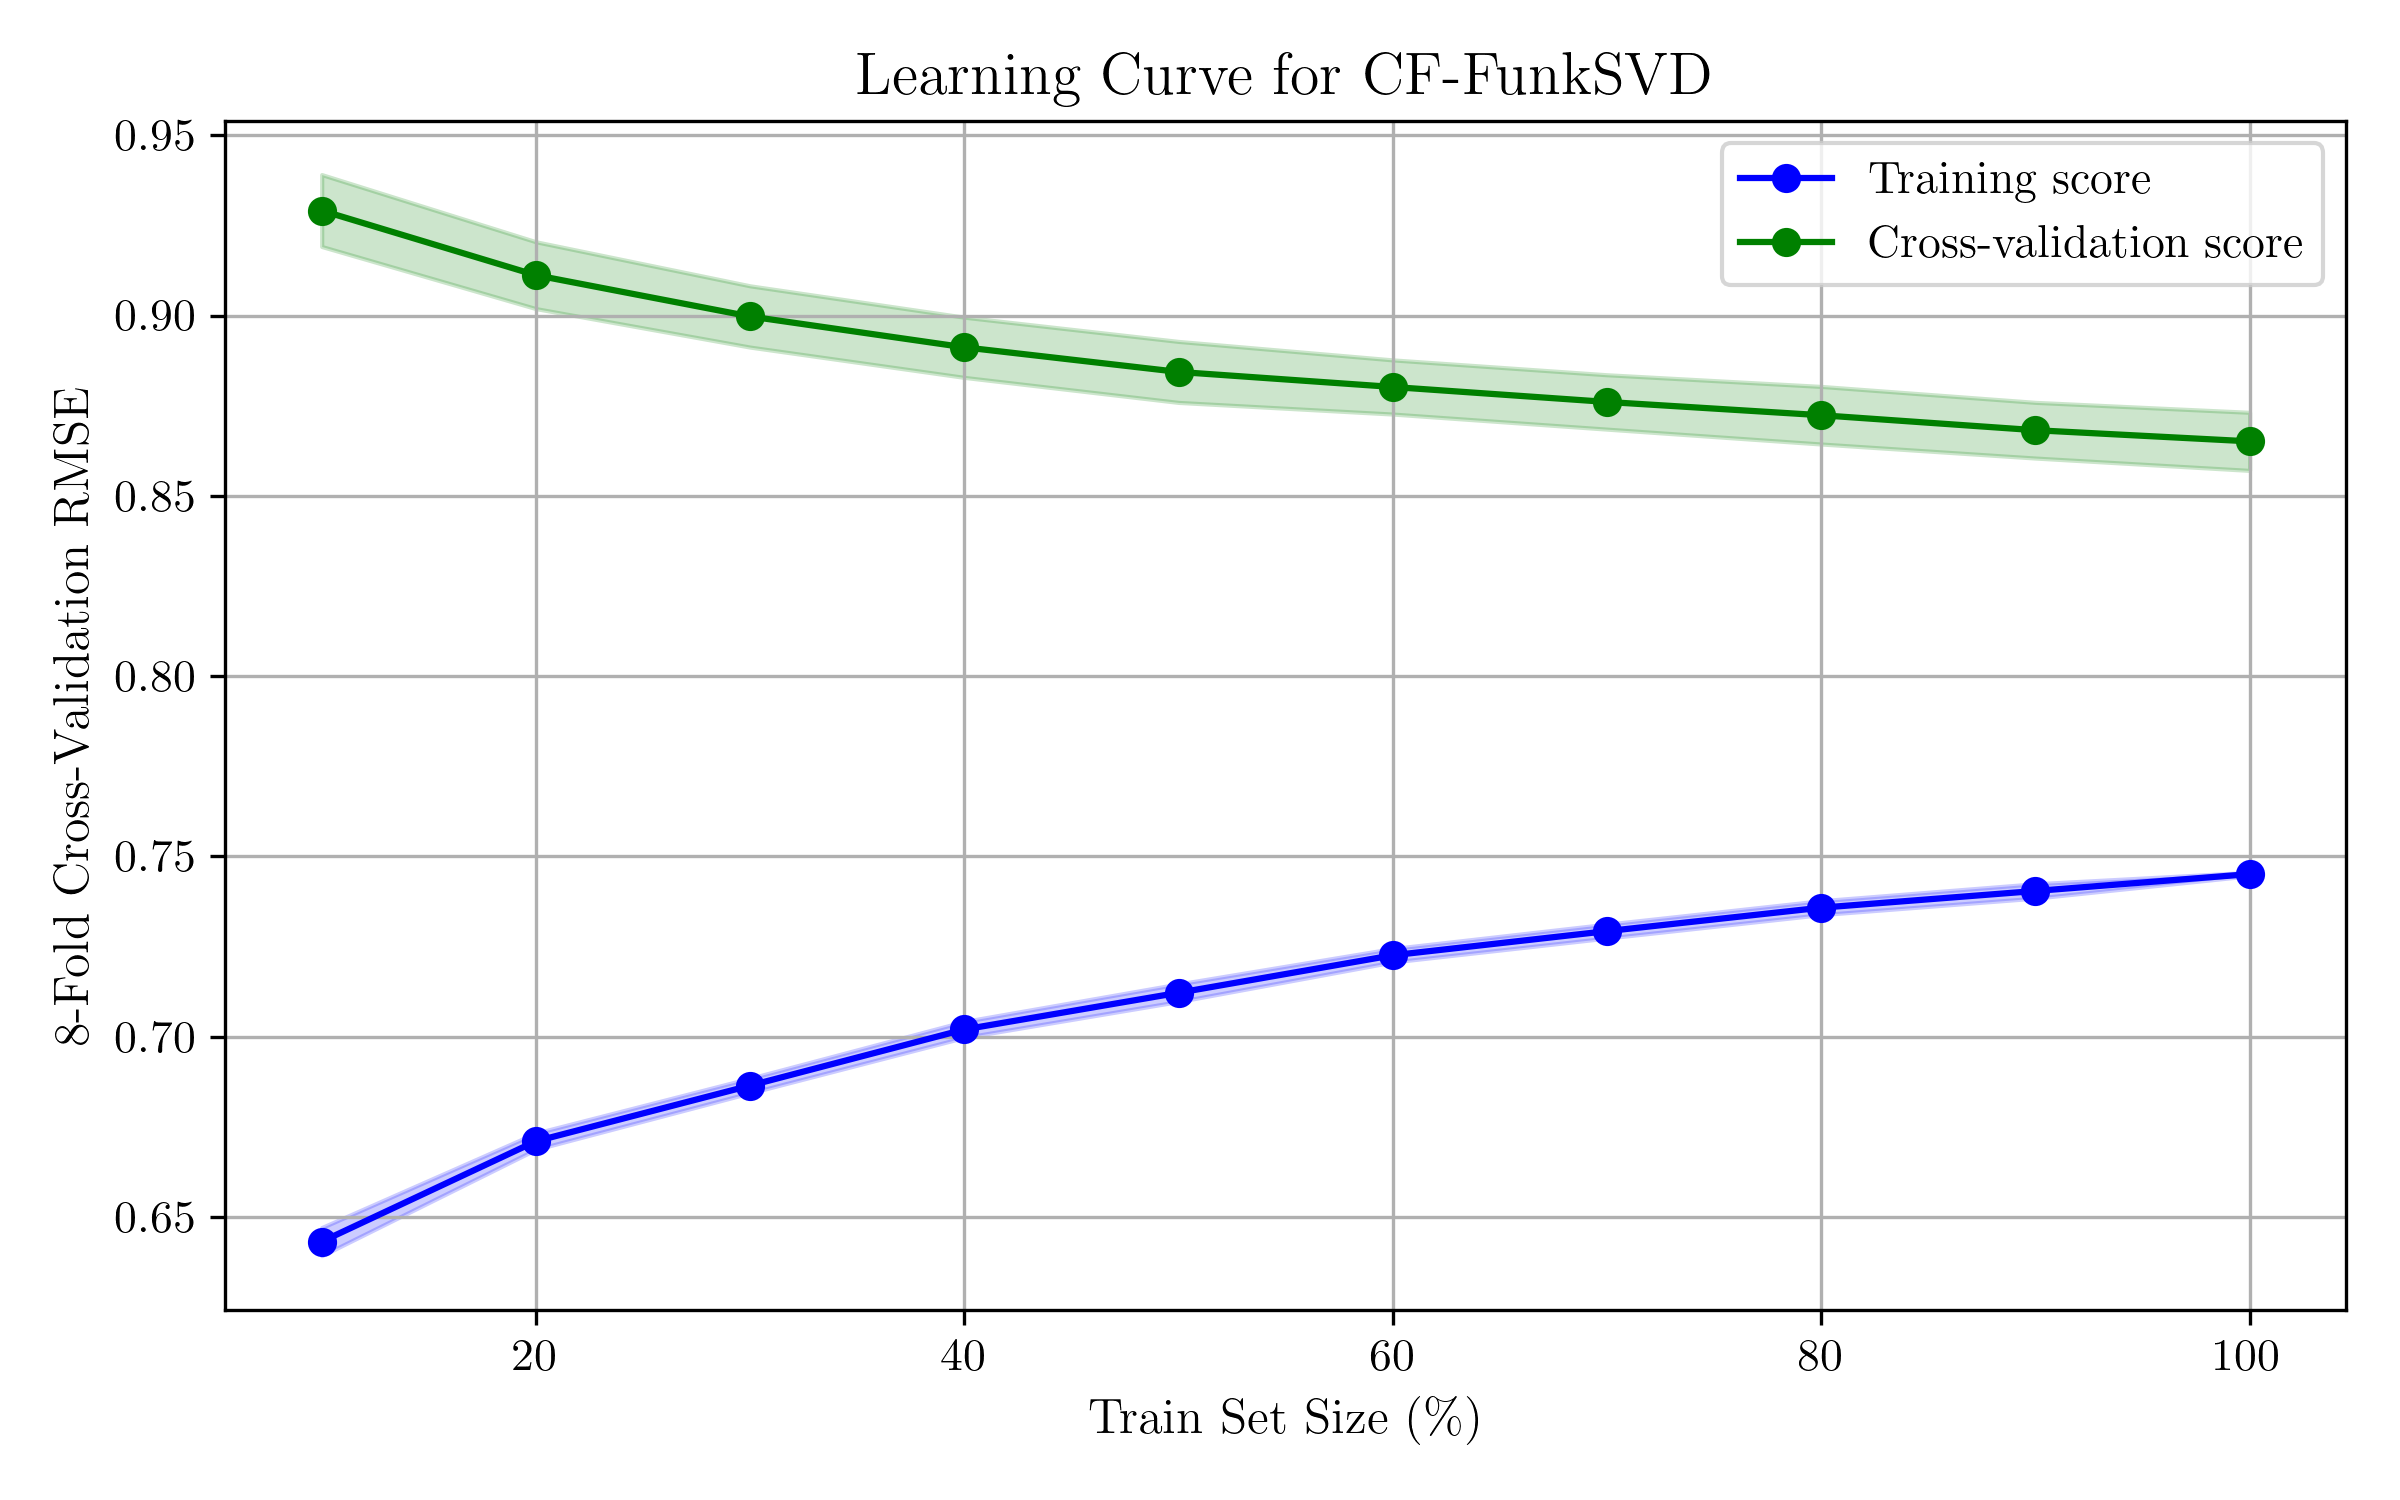 Learning Curve for CF-FunkSVD
Training score
Cross-validation score
8-Fold Cross-Validation RMSE
0.95
0.90
0.85
0.80
0.75
0.70
0.65
20
40
60
80
100
Train Set Size (%)